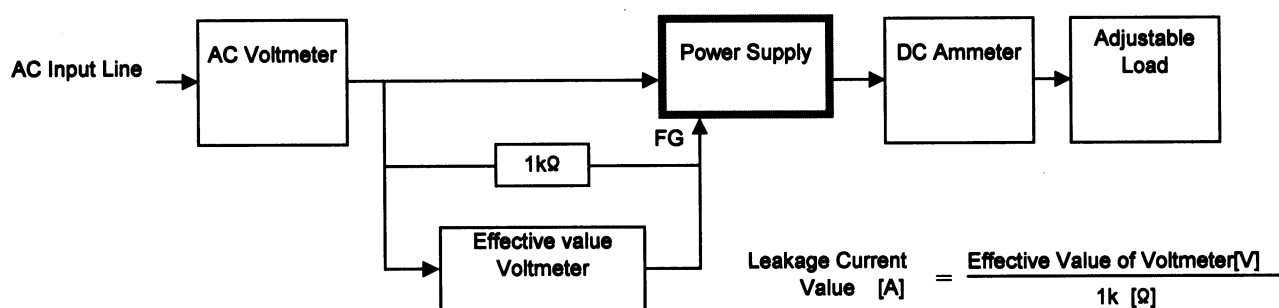 AC Input Line
AC Voltmeter
Power Supply
DC Ammeter
Adjustable
Load
FG
1kΩ
Effective value
Voltmeter
Leakage Current
Value [A]
=
Effective Value of Voltmeter[V]
1k [Ω]